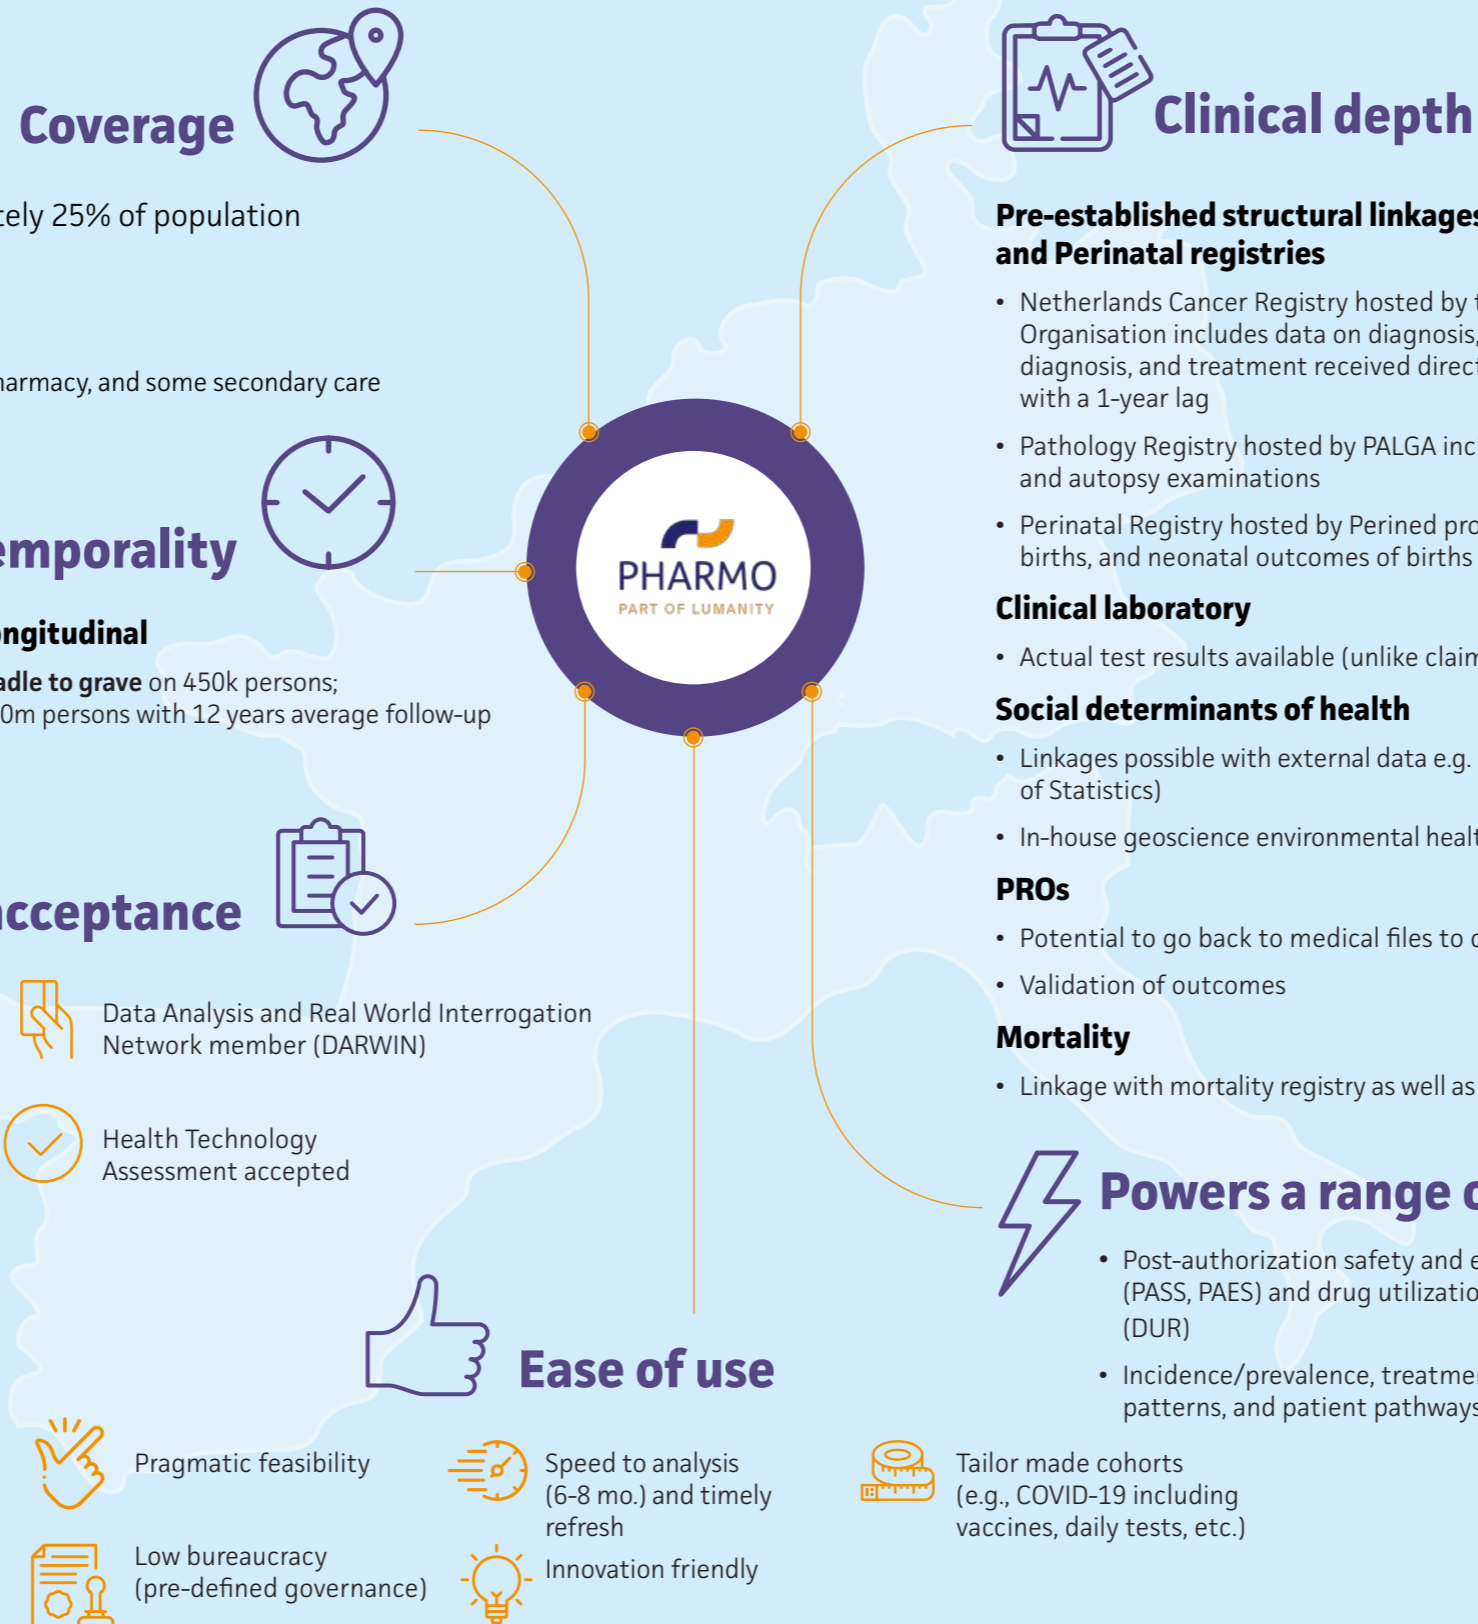 Coverage
tely 25% of population
harmacy, and some secondary care
emporality
ngitudinal
adle to grave on 450k persons;
0m persons with 12 years average follow-up
acceptance
Data Analysis and Real World Interrogation
Network member (DARWIN)
Health Technology
Assessment accepted
PHARMO
PART OF LUMANITY
Clinical depth
Pre-established structural linkages
and Perinatal registries
• Netherlands Cancer Registry hosted by t
Organisation includes data on diagnosis,
diagnosis, and treatment received direct
with a 1-year lag
• Pathology Registry hosted by PALGA inc
and autopsy examinations
• Perinatal Registry hosted by Perined pro
births, and neonatal outcomes of births
Clinical laboratory
• Actual test results available (unlike claim
Social determinants of health
• Linkages possible with external data e.g.
of Statistics)
• In-house geoscience environmental healt
PROs
• Potential to go back to medical files to c
• Validation of outcomes
Mortality
• Linkage with mortality registry as well as
Powers a range o
• Post-authorization safety and e
(PASS, PAES) and drug utilizatio
(DUR)
• Incidence/prevalence, treatme
patterns, and patient pathways
Ease of use
Pragmatic feasibility
Low bureaucracy
(pre-defined governance)
Speed to analysis
(6-8 mo.) and timely
refresh
Innovation friendly
Tailor made cohorts
(e.g., COVID-19 including
vaccines, daily tests, etc.)